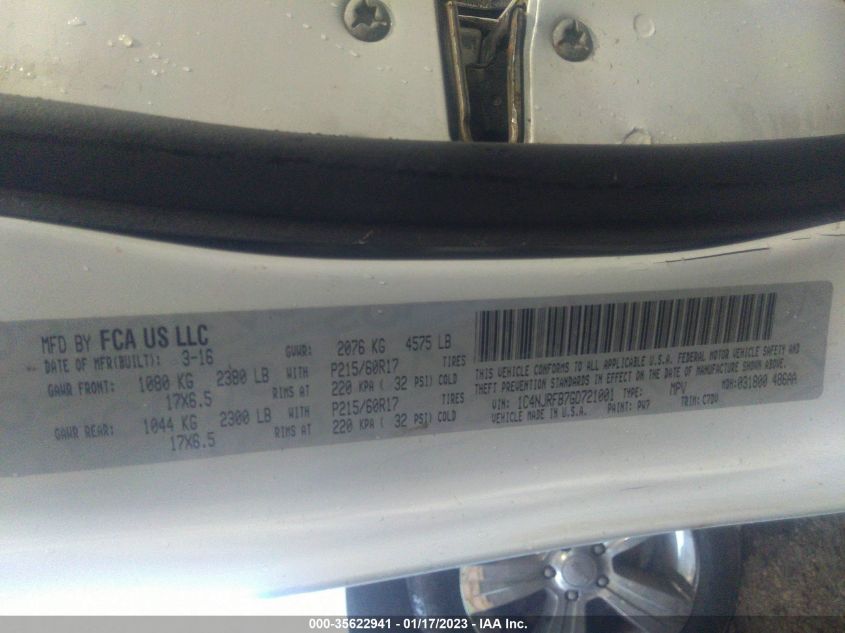 MFD BY FCA US LLC
DATE OF MFR(BUILT): 3-16 GVWR: 2076 KG 4575 LB
GAWR FRONT: 1080 KG 2380 LB WITH P215/60R17 TIRES
17X6.5 RIMS AT 220 KPA ( 32 PSI) COLD
GAWR REAR: 1044 KG 2300 LB WITH P215/60R17 TIRES
17X6.5 RIMS AT 220 KPA ( 32 PSI) COLD
THIS VEHICLE CONFORMS TO ALL APPLICABLE U.S.A. FEDERAL MOTOR VEHICLE SAFETY AND
THEFT PREVENTION STANDARDS IN EFFECT ON THE DATE OF MANUFACTURE SHOWN ABOVE.
VIN: 1C4NJRFB7GD721001 TYPE: MPV MDH: 031800 486AA
VEHICLE MADE IN U.S.A. PAINT: PW7 TRIM: C7DV
000-35622941 - 01/17/2023 - IAA Inc.